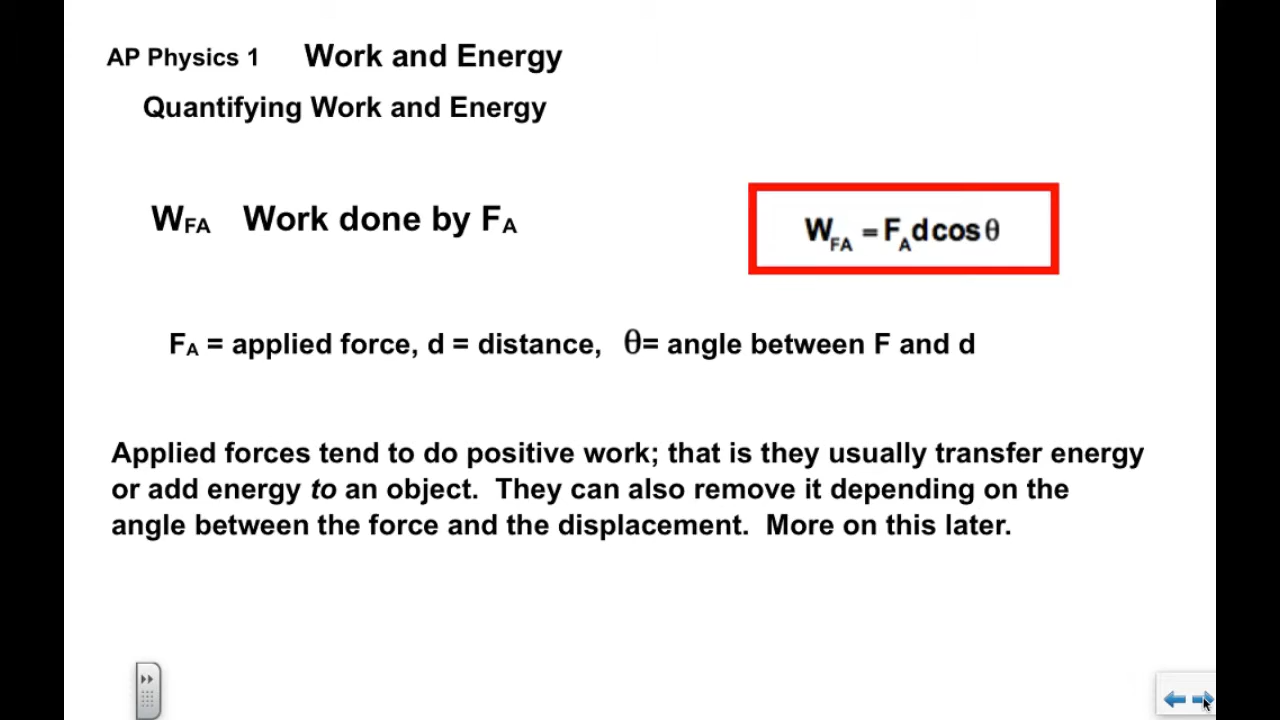 AP Physics 1 Work and Energy
Quantifying Work and Energy
WFA Work done by FA
WFA = FA d cos θ
FA = applied force, d = distance, θ= angle between F and d
Applied forces tend to do positive work; that is they usually transfer energy
or add energy to an object. They can also remove it depending on the
angle between the force and the displacement. More on this later.